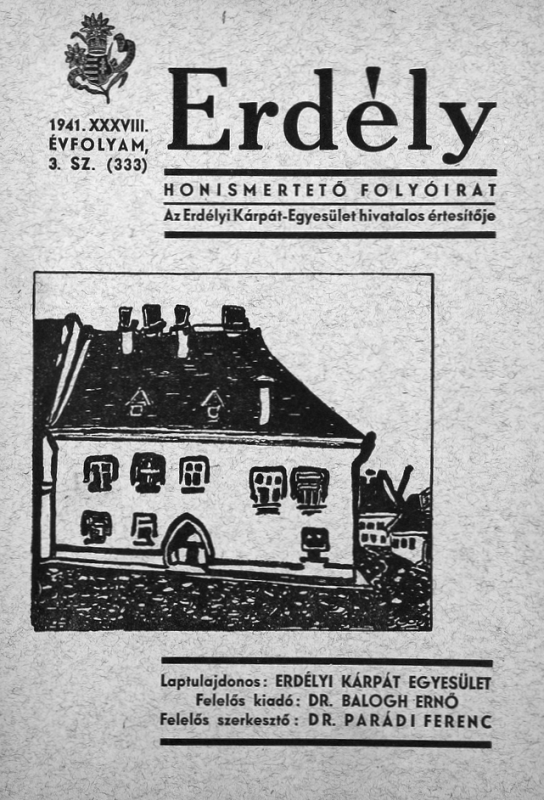 1941. XXXVIII.
ÉVFOLYAM,
3. SZ. (333)
Erdély
HONISMERTETŐ FOLYÓIRAT
Az Erdélyi Kárpát-Egyesület hivatalos értesítője
Laptulajdonos: ERDÉLYI KÁRPÁT EGYESÜLET
Felelős kiadó: DR. BALOGH ERNŐ
Felelős szerkesztő: DR. PARÁDI FERENC